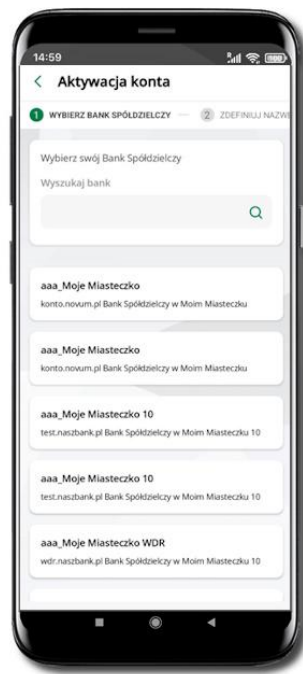 14:59
Aktywacja konta
1 WYBIERZ BANK SPÓŁDZIELCZY 2 ZDEFINIUJ NAZWĘ
Wybierz swój Bank Spółdzielczy
Wyszukaj bank
aaa_Moje Miasteczko
konto.novum.pl Bank Spółdzielczy w Moim Miasteczku
aaa_Moje Miasteczko
konto.novum.pl Bank Spółdzielczy w Moim Miasteczku
aaa_Moje Miasteczko 10
test.naszbank.pl Bank Spółdzielczy w Moim Miasteczku 10
aaa_Moje Miasteczko 10
test.naszbank.pl Bank Spółdzielczy w Moim Miasteczku 10
aaa_Moje Miasteczko WDR
wdr.naszbank.pl Bank Spółdzielczy w Moim Miasteczku 10